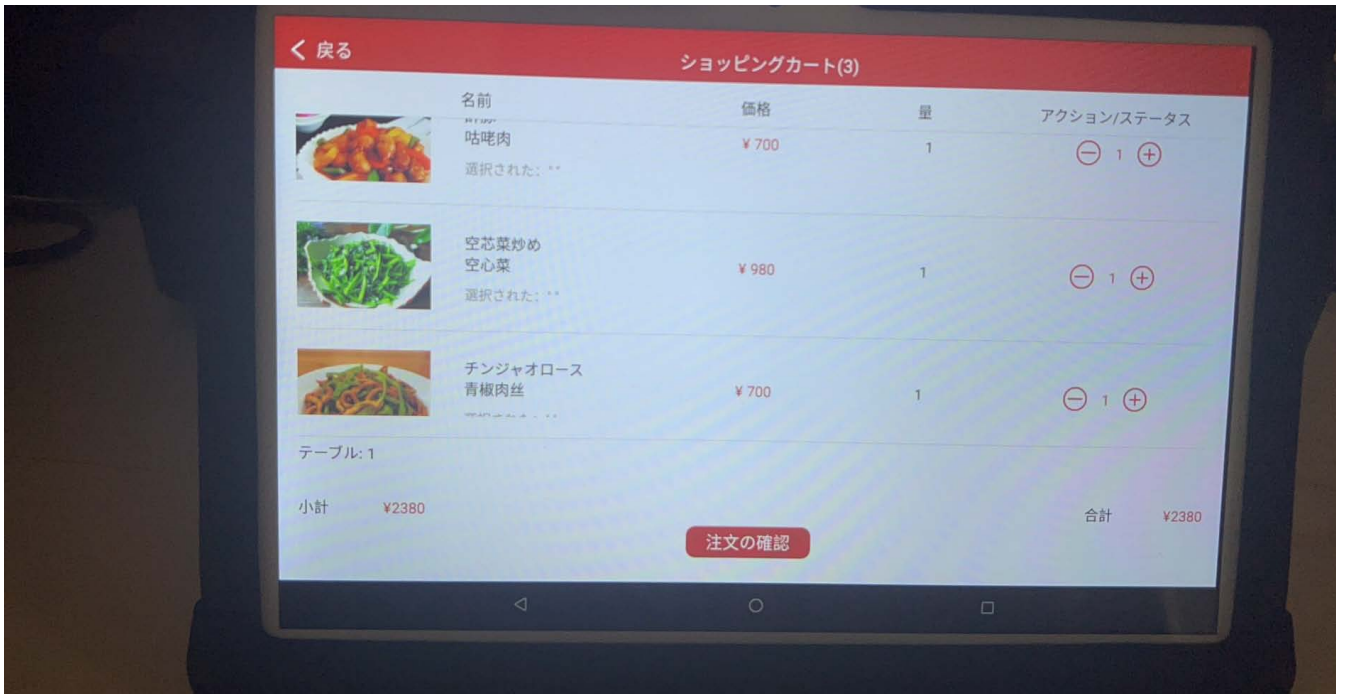 戻る
ショッピングカート(3)
名前 価格 量 アクション/ステータス
咕咾肉 ¥ 700 1 1
選択された: **
空芯菜炒め
空心菜 ¥ 980 1 1
選択された: **
チンジャオロース
青椒肉丝 ¥ 700 1 1
テーブル: 1
小計 ¥2380 合計 ¥2380
注文の確認